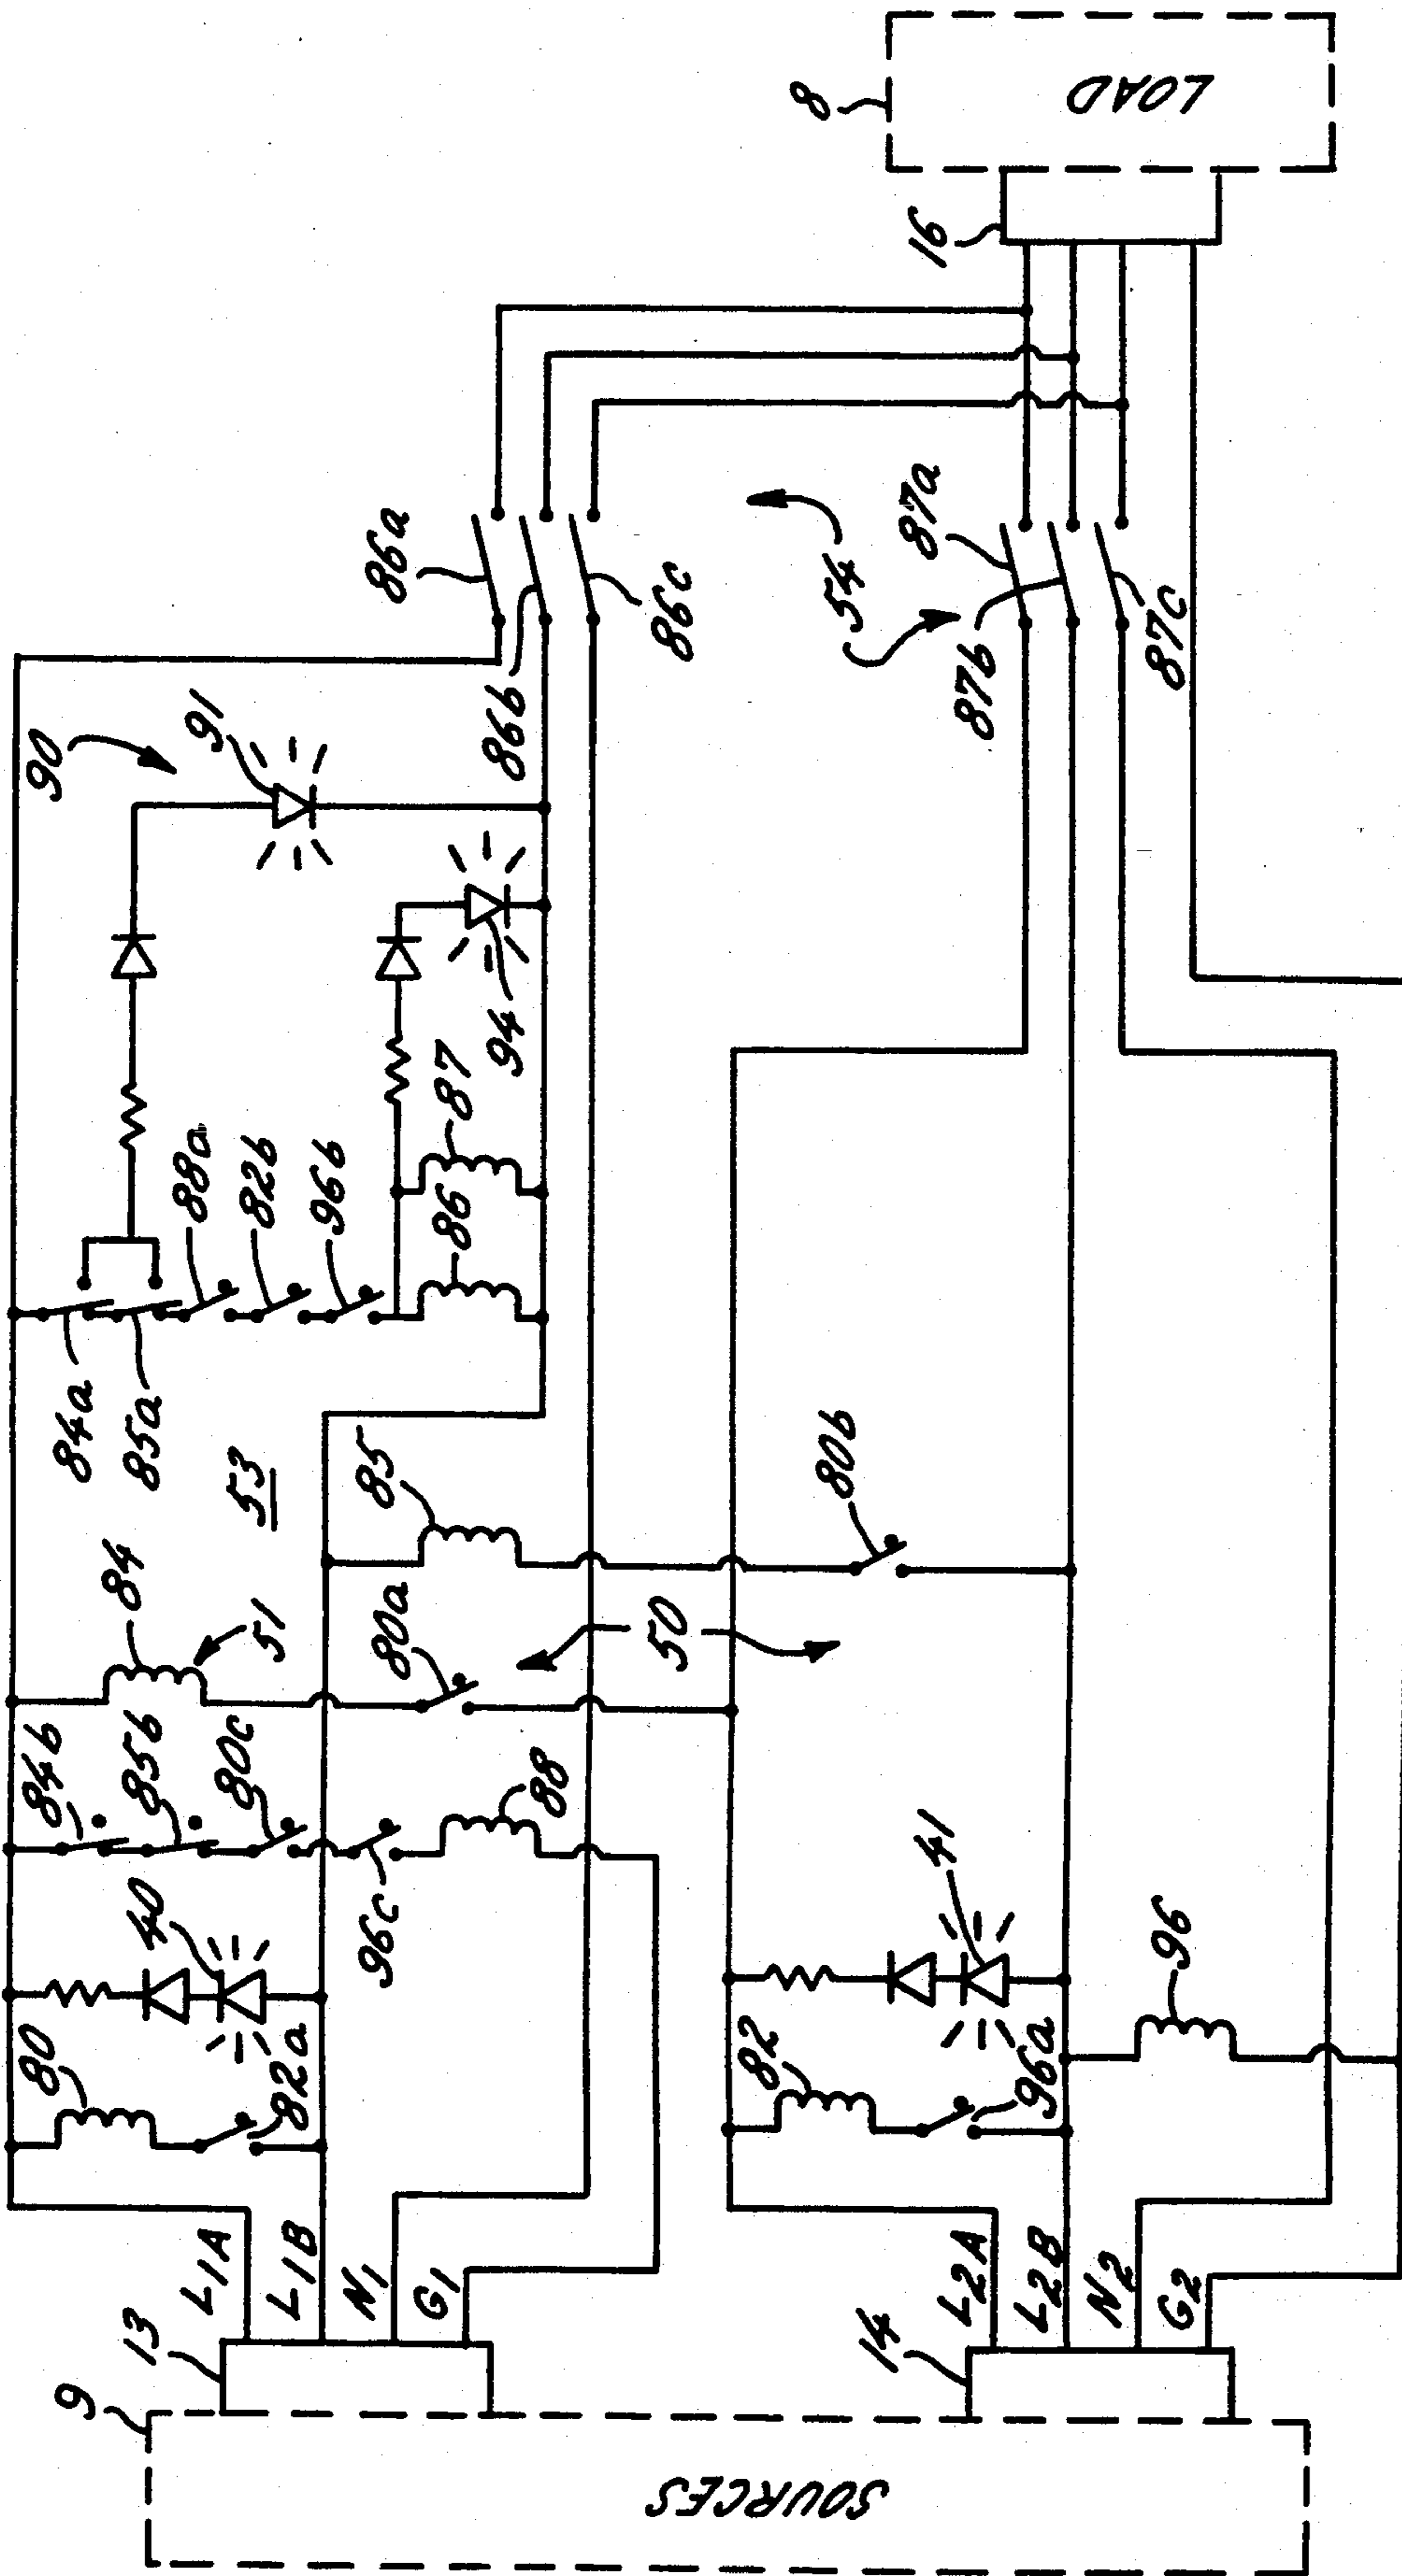 90
91
86a
86b
86c
84a
85a
88a
82b
96b
86
87
94
53
84
51
85
84b
85b
80c
80a
96c
88
50
80b
80
40
82a
L1A
L1B
N1
G1
13
9
SOURCES
14
L2A
L2B
N2
G2
82
41
96a
96
54
87a
87b
87c
16
8
LOAD